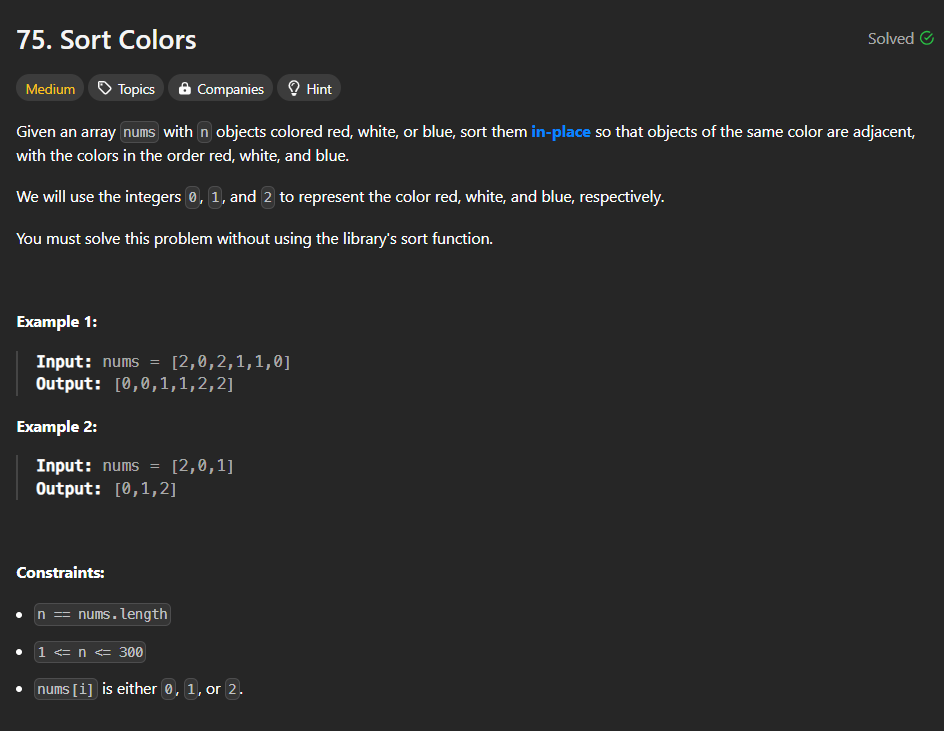 75. Sort Colors
Solved
Medium
Topics
Companies
Hint
Given an array nums with n objects colored red, white, or blue, sort them in-place so that objects of the same color are adjacent,
with the colors in the order red, white, and blue.
We will use the integers 0, 1, and 2 to represent the color red, white, and blue, respectively.
You must solve this problem without using the library's sort function.
Example 1:
Input: nums = [2,0,2,1,1,0]
Output: [0,0,1,1,2,2]
Example 2:
Input: nums = [2,0,1]
Output: [0,1,2]
Constraints:
• n == nums.length
• 1 <= n <= 300
• nums[i] is either 0, 1, or 2.